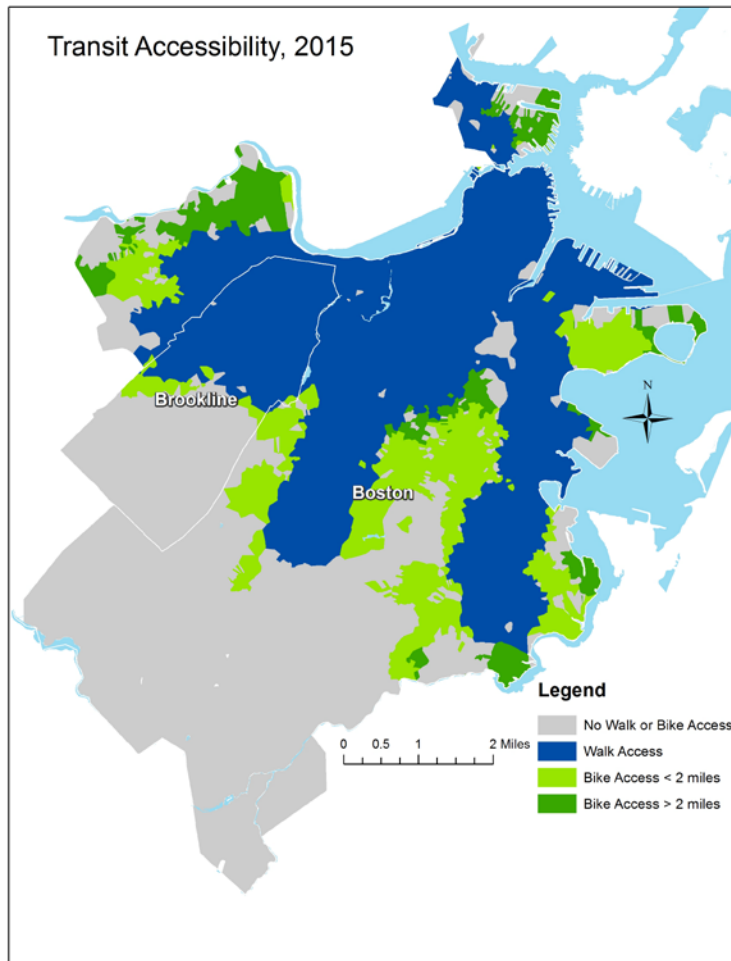 Transit Accessibility, 2015
Brookline
N
Boston
Legend
No Walk or Bike Access
Walk Access
Bike Access < 2 miles
Bike Access > 2 miles
0 0.5 1 2 Miles